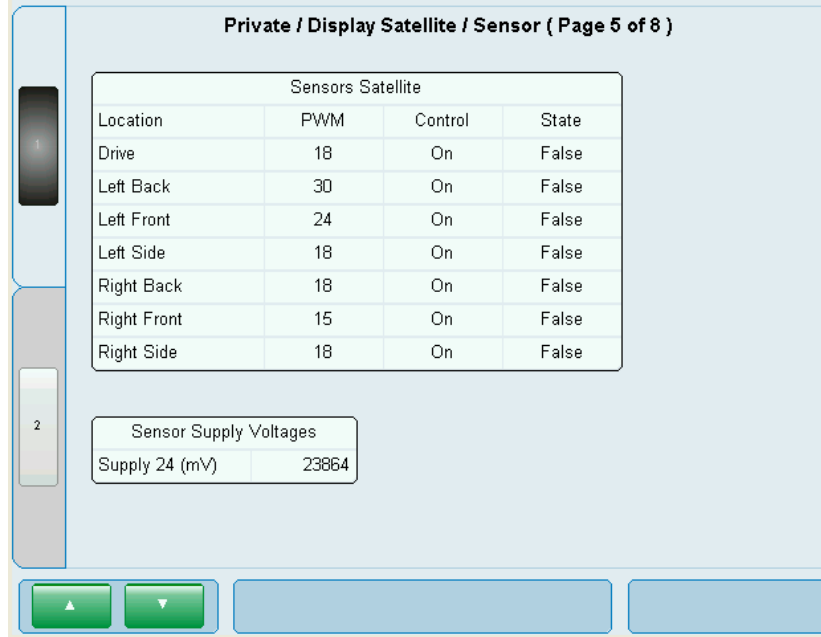 Private / Display Satellite / Sensor ( Page 5 of 8 )
Sensors Satellite
Location PWM Control State
Drive 18 On False
1
Left Back 30 On False
Left Front 24 On False
Left Side 18 On False
Right Back 18 On False
Right Front 15 On False
Right Side 18 On False
2
Sensor Supply Voltages
Supply 24 (mV) 23864